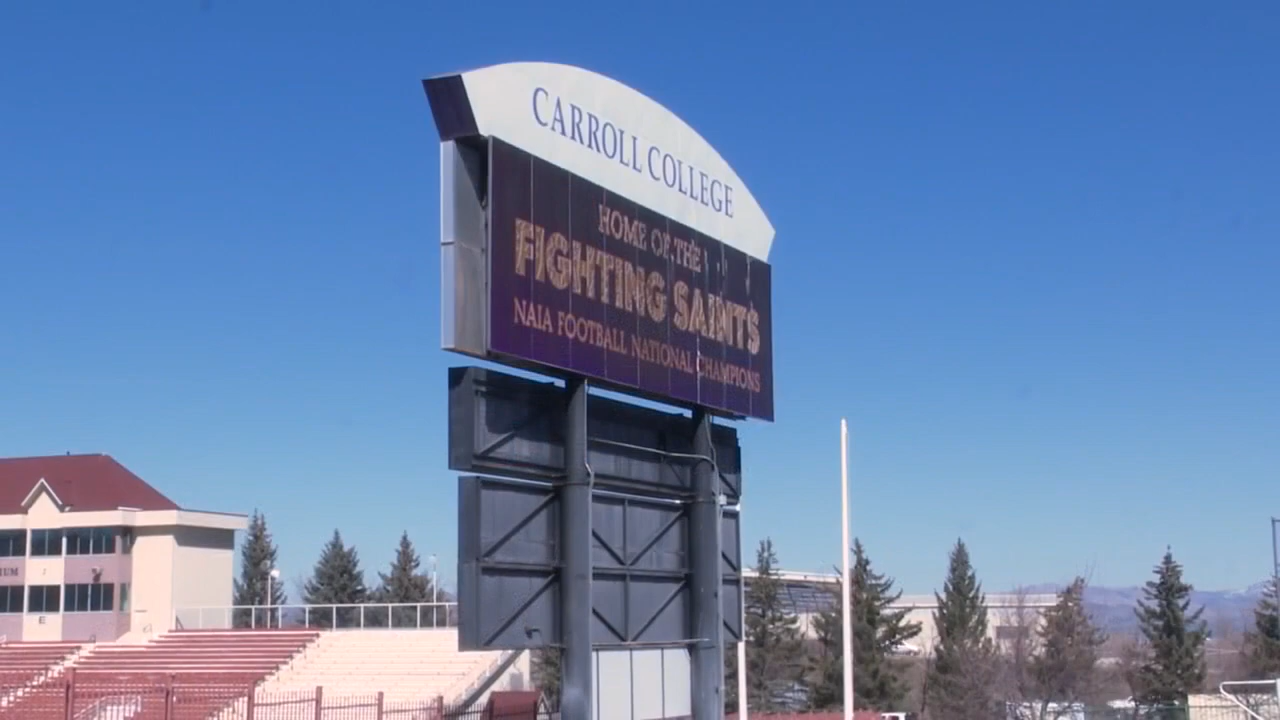 CARROLL COLLEGE
HOME OF THE
FIGHTING SAINTS
NAIA FOOTBALL NATIONAL CHAMPIONS